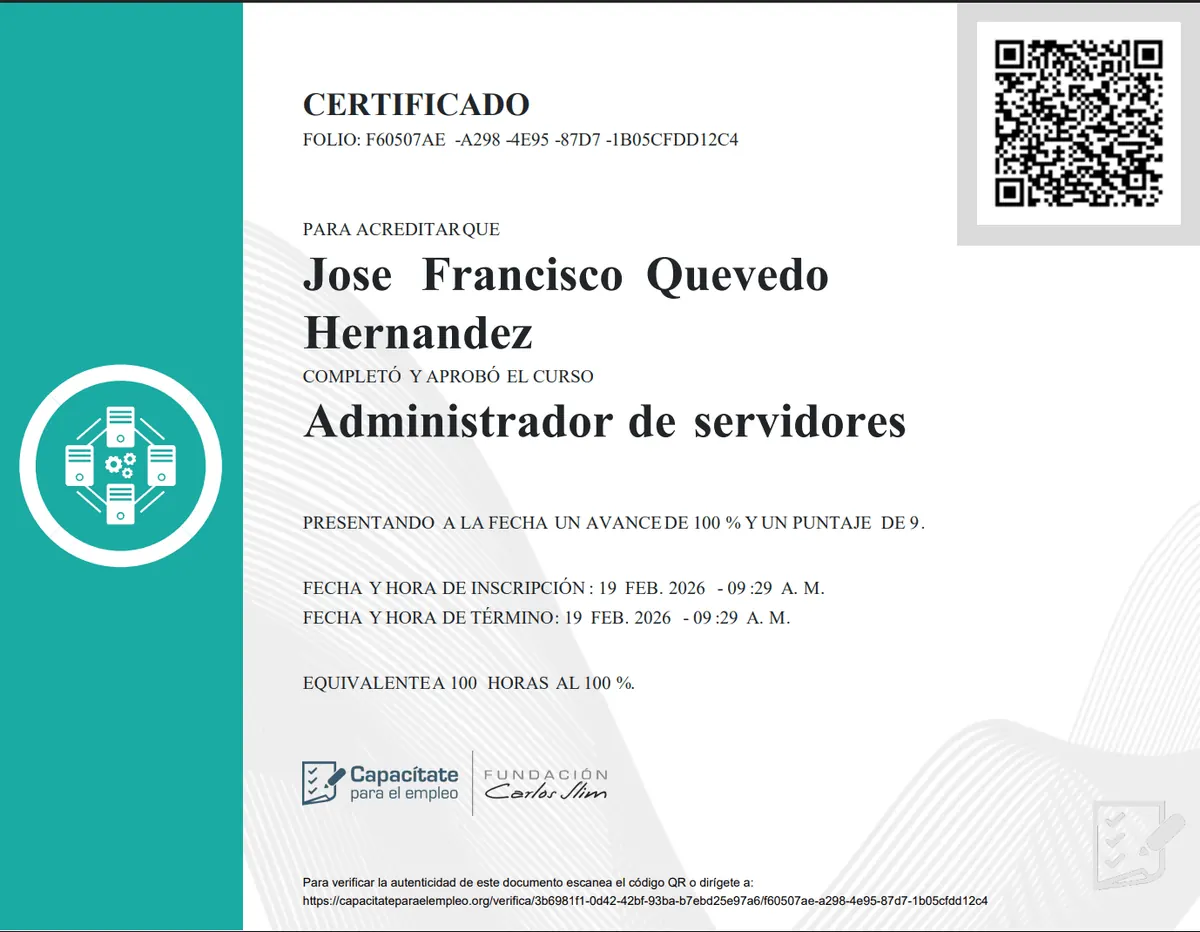 CERTIFICADO
FOLIO: F60507AE -A298 -4E95 -87D7 -1B05CFDD12C4
PARA ACREDITAR QUE
Jose Francisco Quevedo
Hernandez
COMPLETÓ Y APROBÓ EL CURSO
Administrador de servidores
PRESENTANDO A LA FECHA UN AVANCE DE 100 % Y UN PUNTAJE DE 9.
FECHA Y HORA DE INSCRIPCIÓN : 19 FEB. 2026 - 09 :29 A. M.
FECHA Y HORA DE TÉRMINO: 19 FEB. 2026 - 09 :29 A. M.
EQUIVALENTE A 100 HORAS AL 100 %.
Capacítate
para el empleo
FUNDACIÓN
Carlos Slim
Para verificar la autenticidad de este documento escanea el código QR o dirígete a:
https://capacitateparaelempleo.org/verifica/3b6981f1-0d42-42bf-93ba-b7ebd25e97a6/f60507ae-a298-4e95-87d7-1b05cfdd12c4